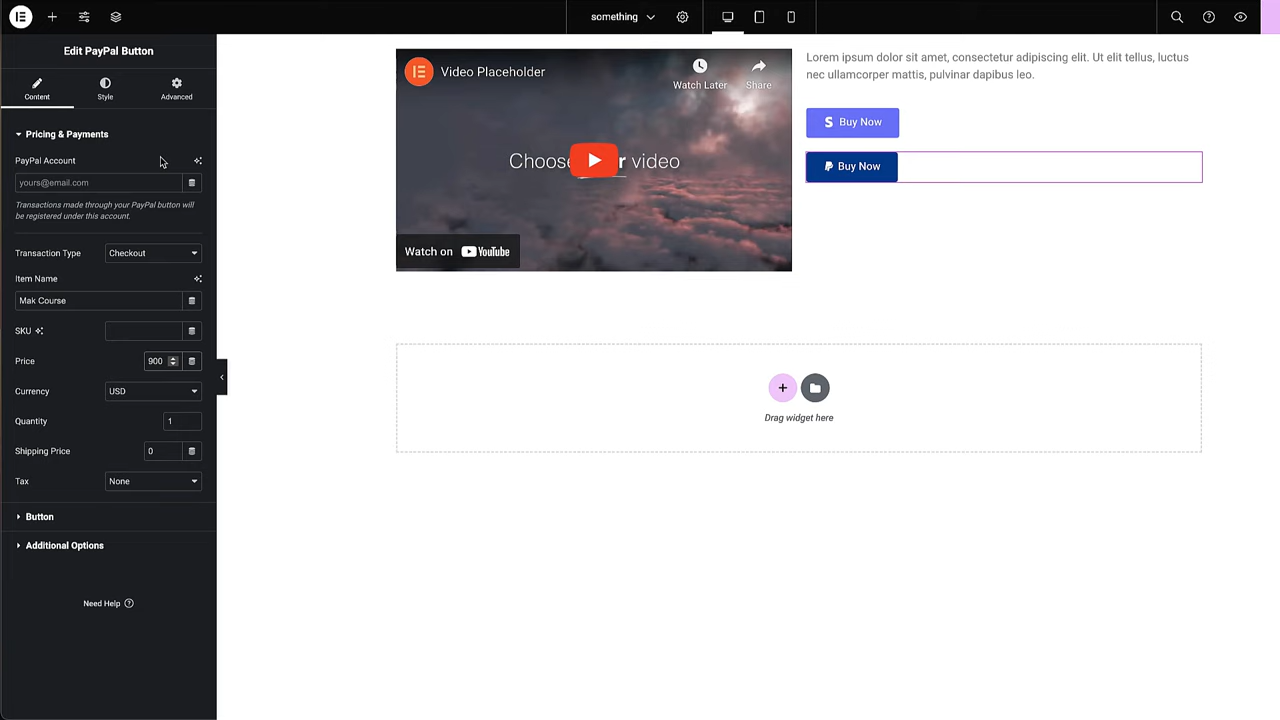 something
Edit PayPal Button
Content
Style
Advanced
Pricing & Payments
PayPal Account
yours@email.com
Transactions made through your PayPal button will
be registered under this account.
Transaction Type
Checkout
Item Name
Mak Course
SKU
Price
900
Currency
USD
Quantity
1
Shipping Price
0
Tax
None
Button
Additional Options
Need Help
Video Placeholder
Watch Later
Share
Choose video
Watch on YouTube
Lorem ipsum dolor sit amet, consectetur adipiscing elit. Ut elit tellus, luctus
nec ullamcorper mattis, pulvinar dapibus leo.
S Buy Now
Buy Now
Drag widget here